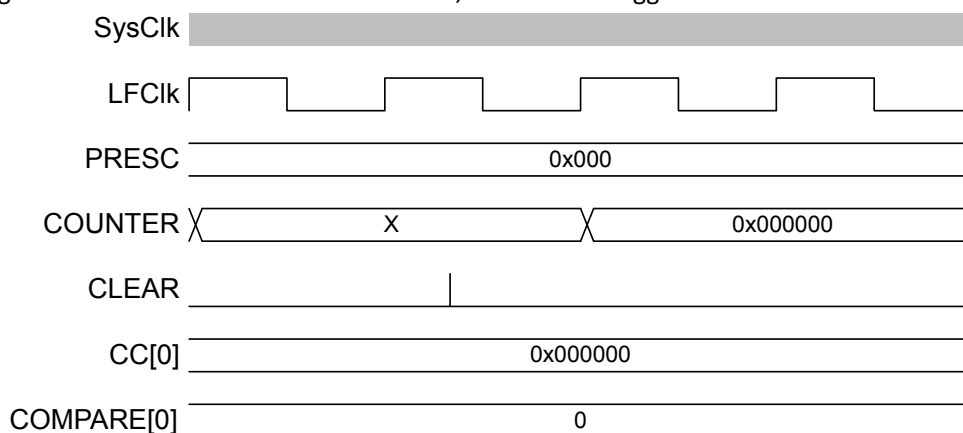 SysClk
LFClk
PRESC 0x000
COUNTER X 0x000000
CLEAR
CC[0] 0x000000
COMPARE[0] 0